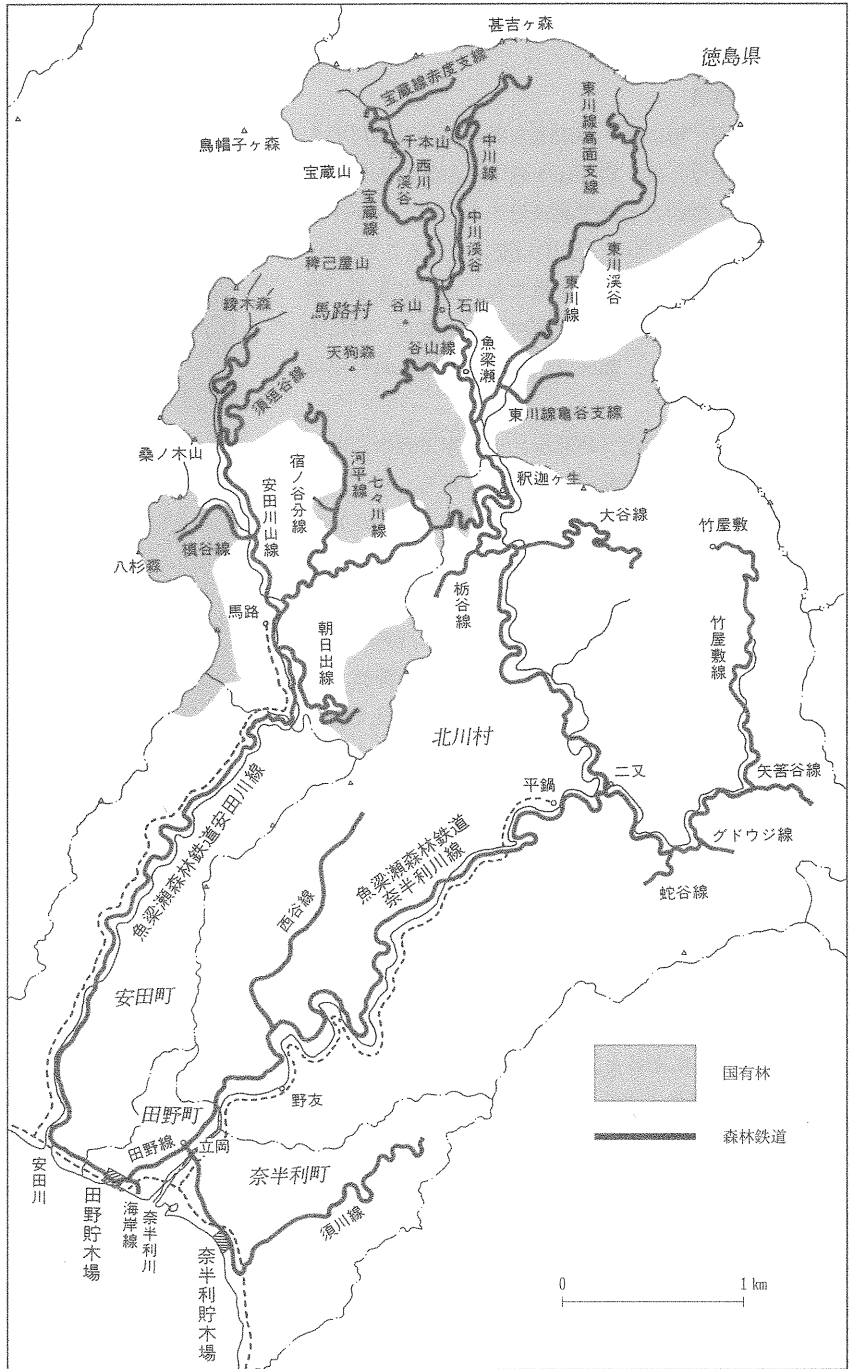 甚吉ヶ森
徳島県
宝蔵線赤度支線
烏帽子ヶ森
千本山
中川線
東川線高面支線
宝蔵山
西川渓谷
宝蔵線
中川渓谷
東川渓谷
東川線
稗己屋山
綾木森
馬路村
谷山
石仙
魚梁瀬
天狗森
谷山線
須垣谷線
東川線亀谷支線
桑ノ木山
宿ノ谷分線
河平線
七々川線
釈迦ヶ生
安田川山線
大谷線
竹屋敷
槙谷線
八杉森
栃谷線
馬路
朝日出線
竹屋敷線
北川村
平鍋
二又
矢筈谷線
グドウジ線
蛇谷線
魚梁瀬森林鉄道安田川線
魚梁瀬森林鉄道
奈半利川線
西谷線
安田町
国有林
野友
田野町
森林鉄道
田野線
立岡
奈半利町
安田川
田野貯木場
海岸線
奈半利川
奈半利貯木場
須川線
0
1 km